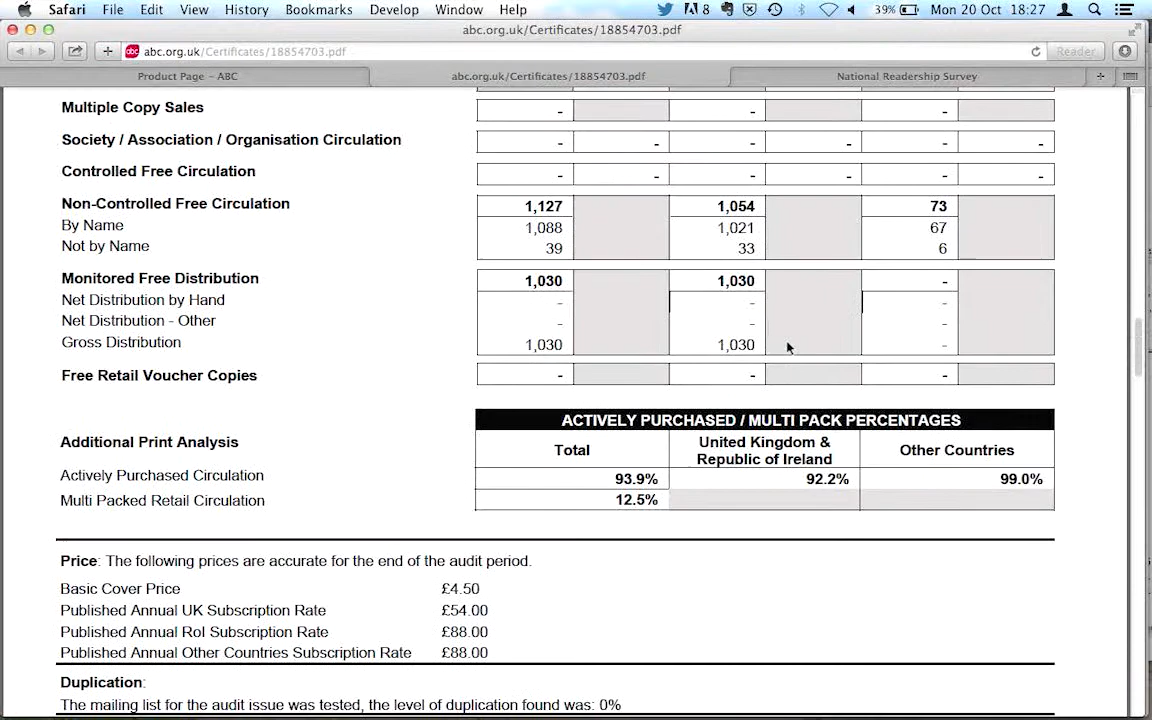 Safari File Edit View History Bookmarks Develop Window Help 8 39% Mon 20 Oct 18:27
abc.org.uk/Certificates/18854703.pdf
abc abc.org.uk/Certificates/18854703.pdf Reader
Product Page – ABC abc.org.uk/Certificates/18854703.pdf National Readership Survey +
Multiple Copy Sales - - -
Society / Association / Organisation Circulation - - - - - -
Controlled Free Circulation - - - - - -
Non-Controlled Free Circulation 1,127 1,054 73
By Name 1,088 1,021 67
Not by Name 39 33 6
Monitored Free Distribution 1,030 1,030 -
Net Distribution by Hand - - -
Net Distribution - Other - - -
Gross Distribution 1,030 1,030 -
Free Retail Voucher Copies - - -
ACTIVELY PURCHASED / MULTI PACK PERCENTAGES
Additional Print Analysis Total United Kingdom & Republic of Ireland Other Countries
Actively Purchased Circulation 93.9% 92.2% 99.0%
Multi Packed Retail Circulation 12.5%
Price: The following prices are accurate for the end of the audit period.
Basic Cover Price £4.50
Published Annual UK Subscription Rate £54.00
Published Annual RoI Subscription Rate £88.00
Published Annual Other Countries Subscription Rate £88.00
Duplication:
The mailing list for the audit issue was tested, the level of duplication found was: 0%